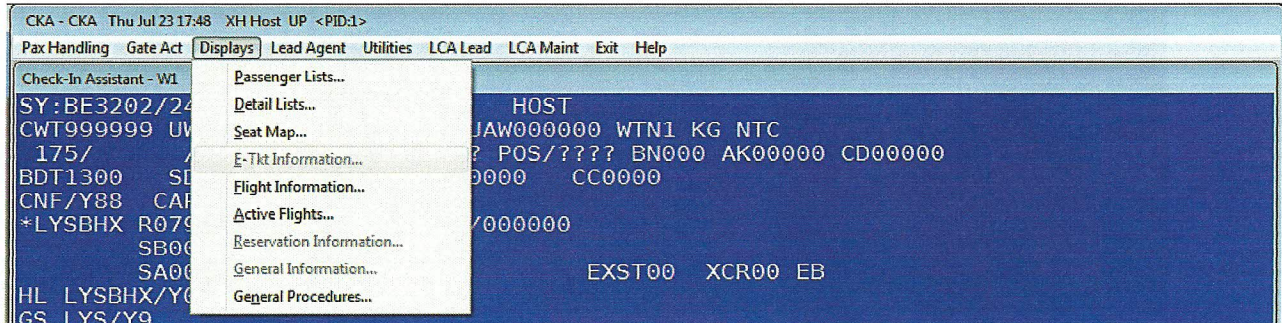 CKA - CKA Thu Jul 23 17:48 XH Host UP <PID:1>
Pax Handling Gate Act Displays Lead Agent Utilities LCA Lead LCA Maint Exit Help
Check-In Assistant - W1
Passenger Lists...
Detail Lists...
Seat Map...
E-Tkt Information...
Flight Information...
Active Flights...
Reservation Information...
General Information...
General Procedures...
SY:BE3202/24 HOST
CWT999999 UW JAW000000 WTN1 KG NTC
175/ / ? POS/???? BN000 AK00000 CD00000
BDT1300 SD 0000 CC0000
CNF/Y88 CAP
*LYSBHX R079 /000000
SB00
SA00 EXST00 XCR00 EB
HL LYSBHX/Y0
GS LYS/Y9